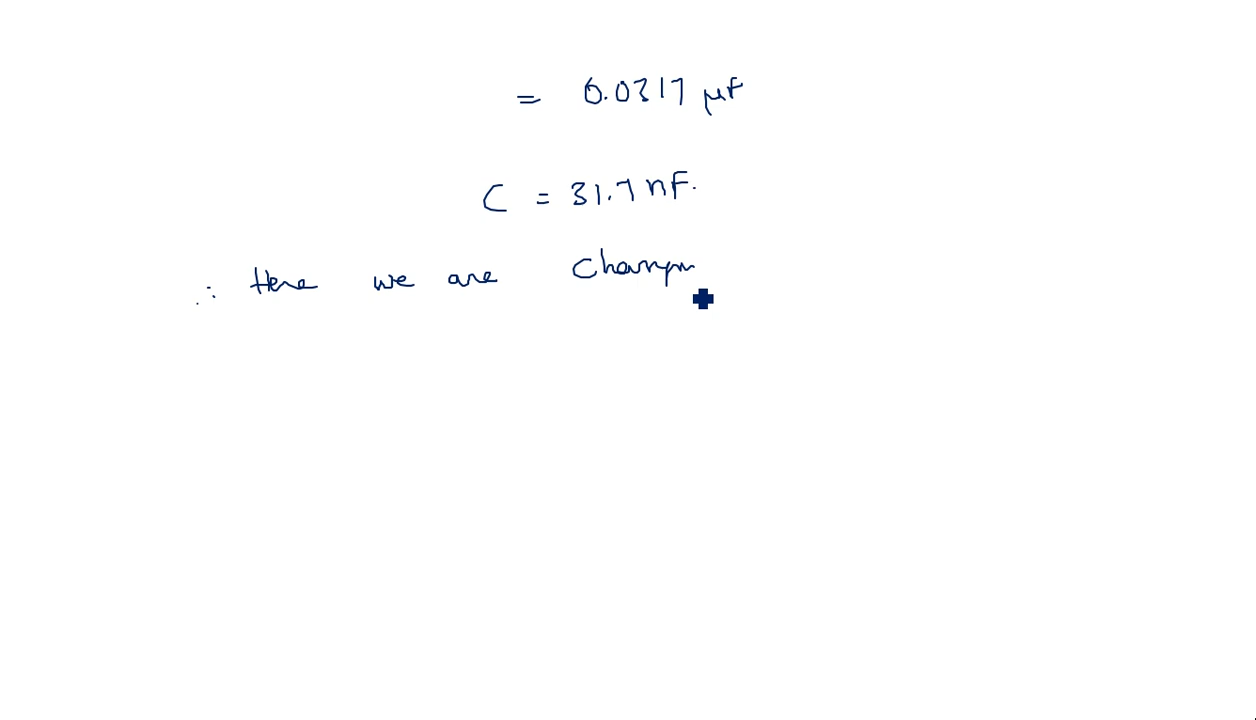 = 0.0317 μF
C = 31.7 nF.
∴ Here we are